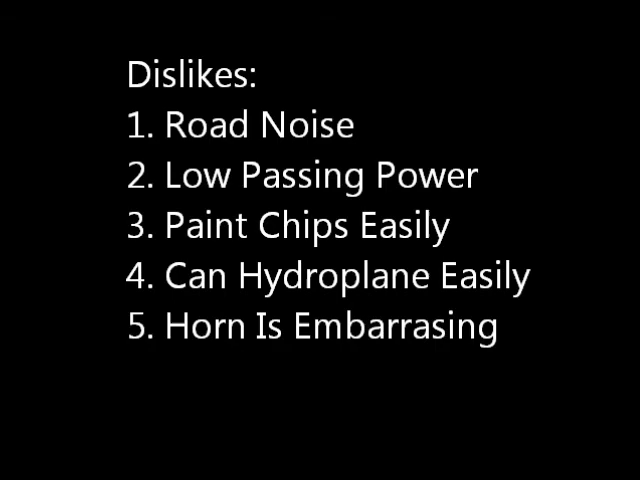 Dislikes:
1. Road Noise
2. Low Passing Power
3. Paint Chips Easily
4. Can Hydroplane Easily
5. Horn Is Embarrasing